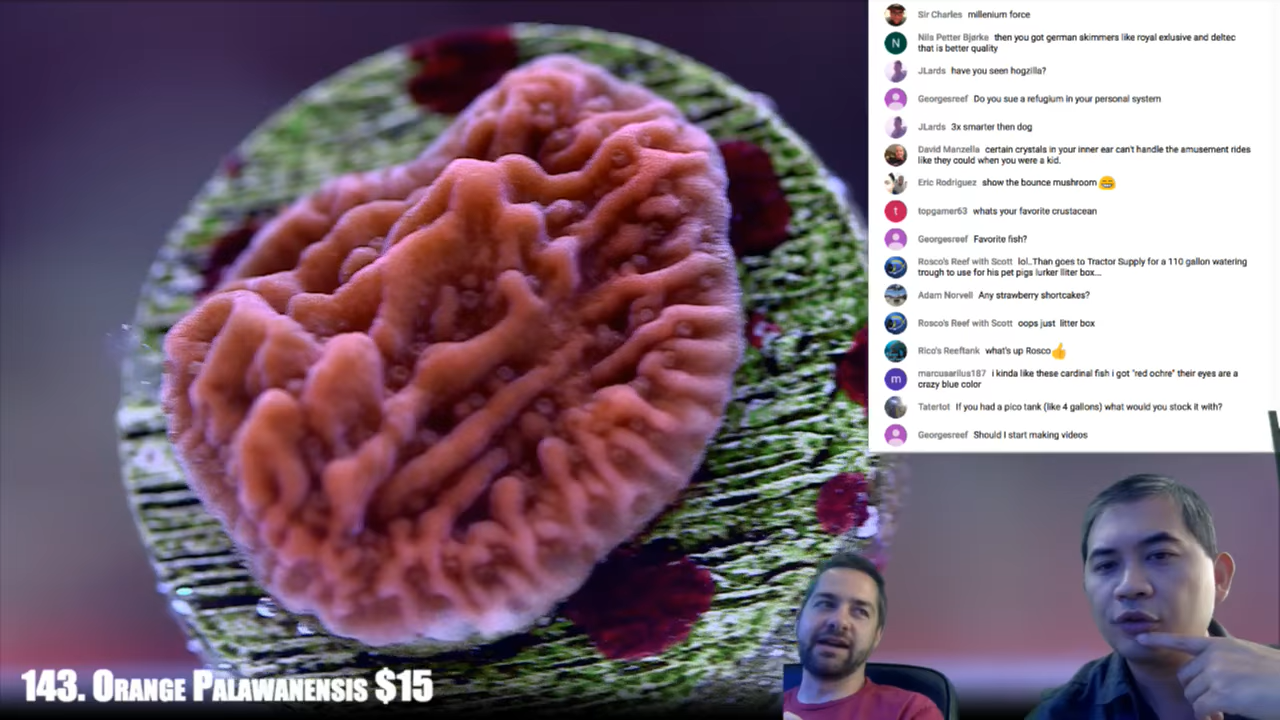 Sir Charles millenium force
N
Nils Petter Bjørke then you got german skimmers like royal exlusive and deltec
that is better quality
JLards have you seen hogzilla?
Georgesreef Do you sue a refugium in your personal system
JLards 3x smarter then dog
David Manzella certain crystals in your inner ear can't handle the amusement rides
like they could when you were a kid.
Eric Rodriguez show the bounce mushroom 😂
t
topgamer63 whats your favorite crustacean
Georgesreef Favorite fish?
Rosco's Reef with Scott lol..Than goes to Tractor Supply for a 110 gallon watering
trough to use for his pet pigs lurker lliter box...
Adam Norvell Any strawberry shortcakes?
Rosco's Reef with Scott oops just litter box
Rico's Reeftank what's up Rosco👍
m
marcusarilus187 i kinda like these cardinal fish i got "red ochre" their eyes are a
crazy blue color
Tatertot If you had a pico tank (like 4 gallons) what would you stock it with?
Georgesreef Should I start making videos
143. Orange Palawanensis $15